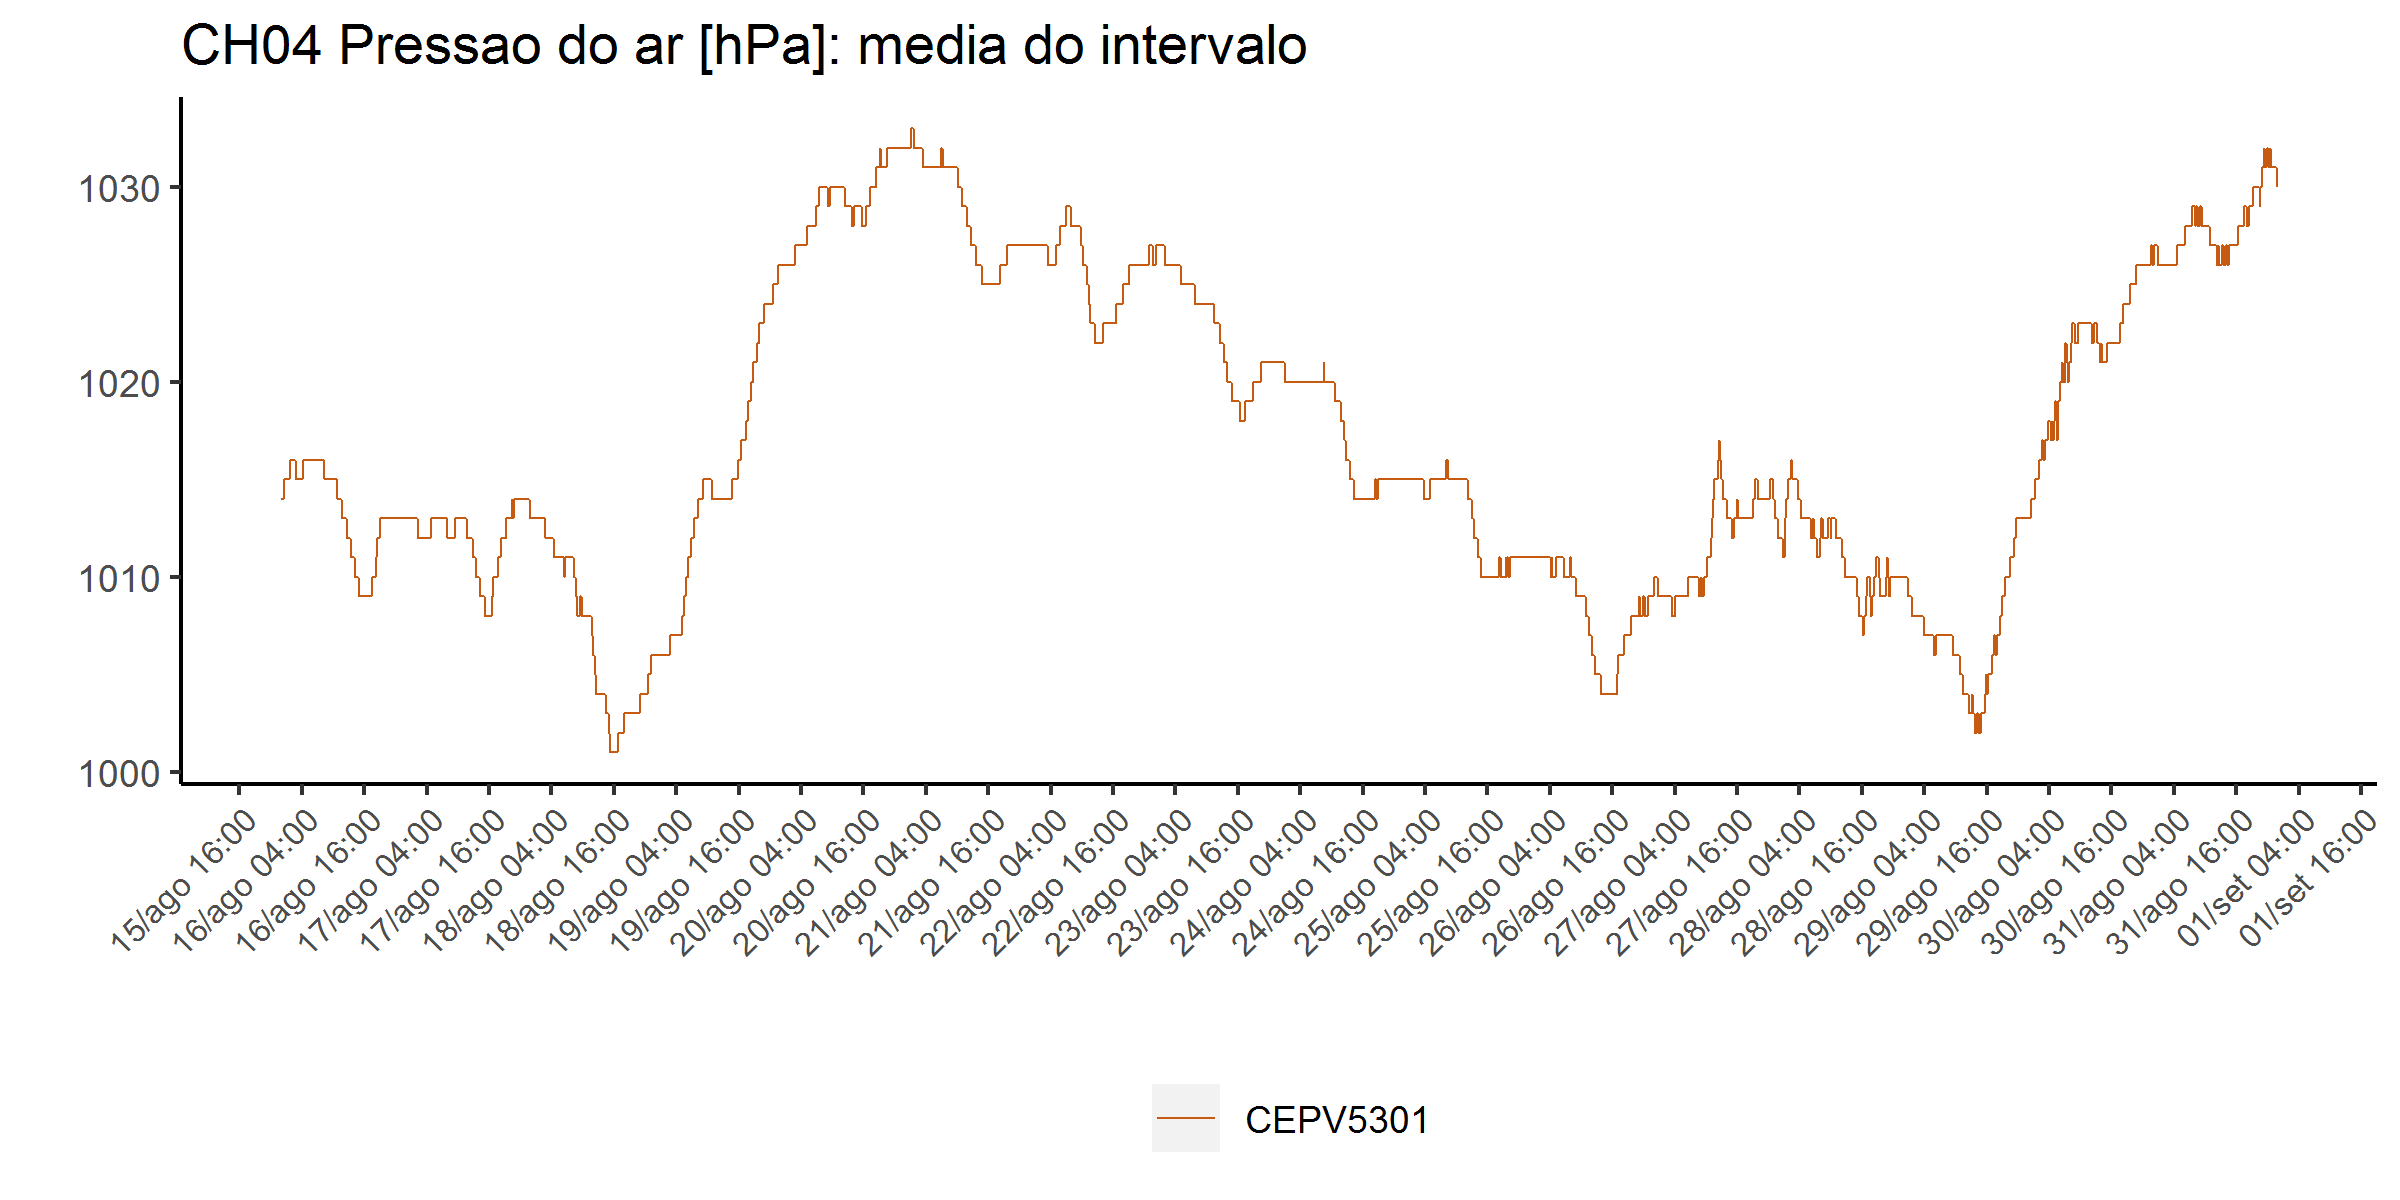 CH04 Pressao do ar [hPa]: media do intervalo
1030
1020
1010
1000
15/ago 16:00
16/ago 04:00
16/ago 16:00
17/ago 04:00
17/ago 16:00
18/ago 04:00
18/ago 16:00
19/ago 04:00
19/ago 16:00
20/ago 04:00
20/ago 16:00
21/ago 04:00
21/ago 16:00
22/ago 04:00
22/ago 16:00
23/ago 04:00
23/ago 16:00
24/ago 04:00
24/ago 16:00
25/ago 04:00
25/ago 16:00
26/ago 04:00
26/ago 16:00
27/ago 04:00
27/ago 16:00
28/ago 04:00
28/ago 16:00
29/ago 04:00
29/ago 16:00
30/ago 04:00
30/ago 16:00
31/ago 04:00
31/ago 16:00
01/set 04:00
01/set 16:00
CEPV5301